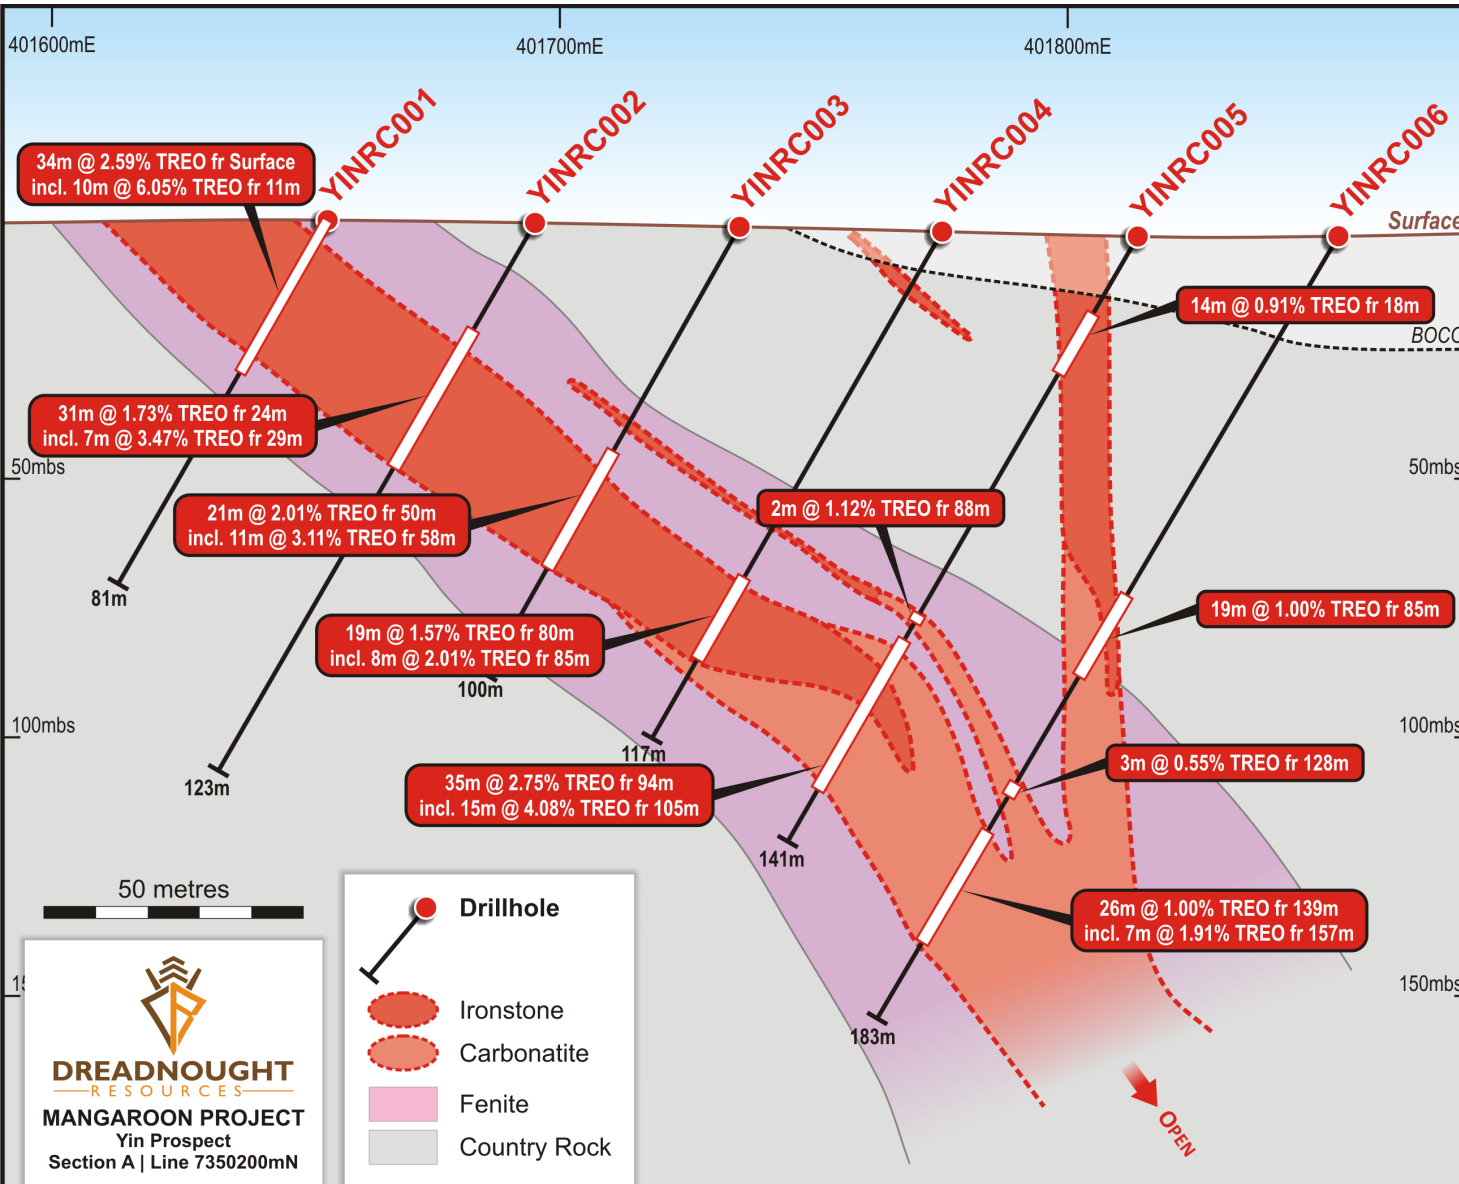 401600mE
401700mE
401800mE
YINRC001
YINRC002
YINRC003
YINRC004
YINRC005
YINRC006
34m @ 2.59% TREO fr Surface
incl. 10m @ 6.05% TREO fr 11m
Surface
14m @ 0.91% TREO fr 18m
BOCO
31m @ 1.73% TREO fr 24m
incl. 7m @ 3.47% TREO fr 29m
50mbs
50mbs
21m @ 2.01% TREO fr 50m
incl. 11m @ 3.11% TREO fr 58m
2m @ 1.12% TREO fr 88m
81m
19m @ 1.00% TREO fr 85m
19m @ 1.57% TREO fr 80m
incl. 8m @ 2.01% TREO fr 85m
100m
100mbs
100mbs
117m
123m
35m @ 2.75% TREO fr 94m
incl. 15m @ 4.08% TREO fr 105m
3m @ 0.55% TREO fr 128m
141m
50 metres
Drillhole
26m @ 1.00% TREO fr 139m
incl. 7m @ 1.91% TREO fr 157m
150mbs
183m
Ironstone
Carbonatite
Fenite
Country Rock
DREADNOUGHT
RESOURCES
MANGAROON PROJECT
Yin Prospect
Section A | Line 7350200mN
OPEN